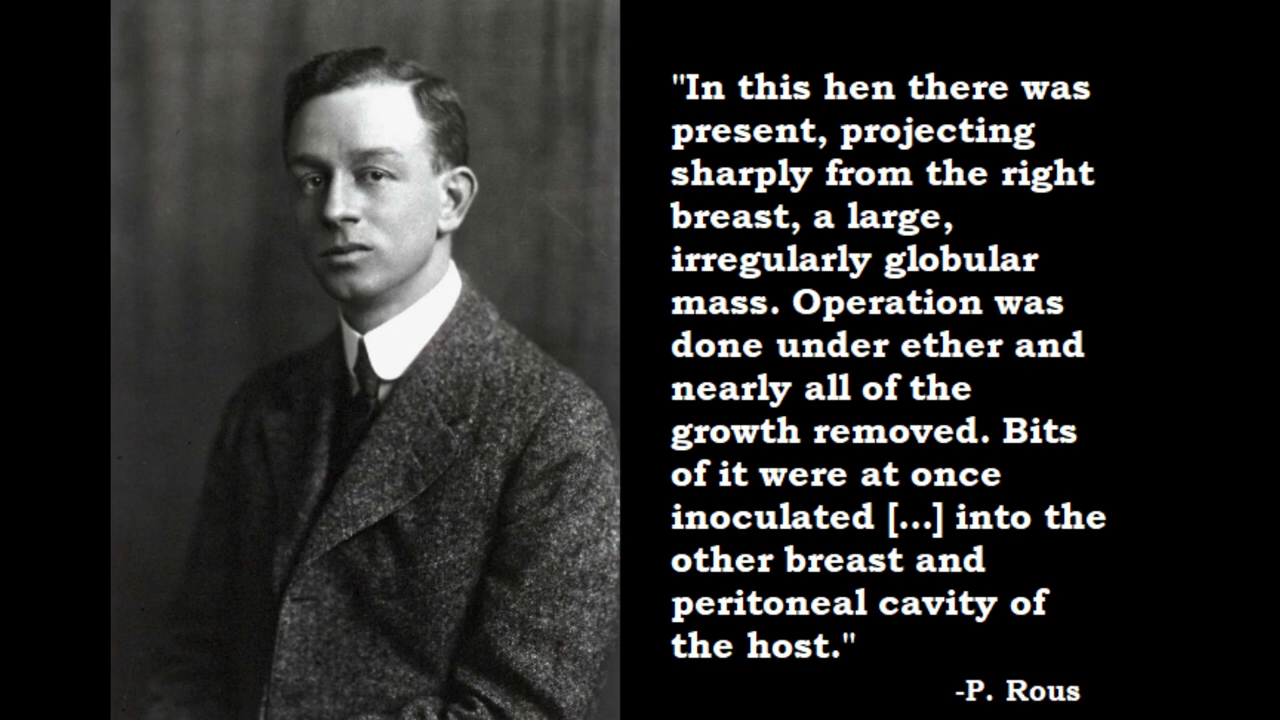 "In this hen there was
present, projecting
sharply from the right
breast, a large,
irregularly globular
mass. Operation was
done under ether and
nearly all of the
growth removed. Bits
of it were at once
inoculated [...] into the
other breast and
peritoneal cavity of
the host."
-P. Rous